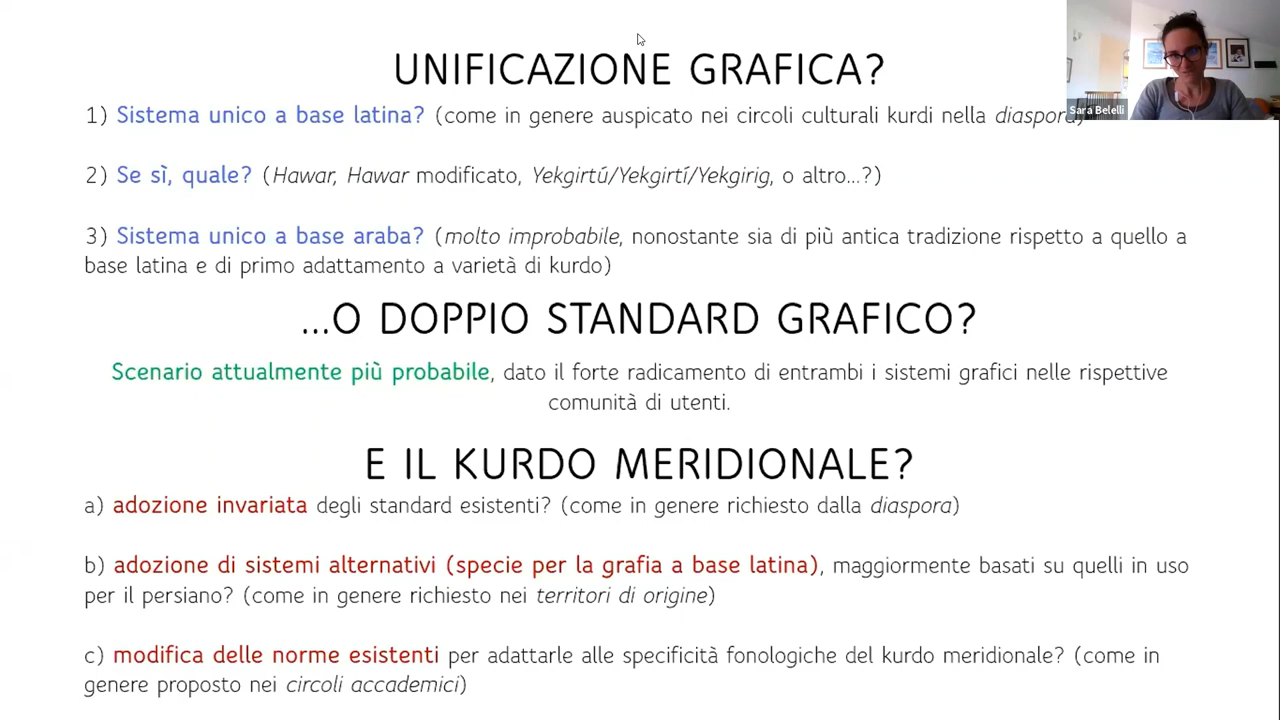 UNIFICAZIONE GRAFICA?
1) Sistema unico a base latina? (come in genere auspicato nei circoli culturali kurdi nella diaspora)
Sara Belelli
2) Se sì, quale? (Hawar, Hawar modificato, Yekgirtú/Yekgirtí/Yekgirig, o altro...?)
3) Sistema unico a base araba? (molto improbabile, nonostante sia di più antica tradizione rispetto a quello a
base latina e di primo adattamento a varietà di kurdo)
...O DOPPIO STANDARD GRAFICO?
Scenario attualmente più probabile, dato il forte radicamento di entrambi i sistemi grafici nelle rispettive
comunità di utenti.
E IL KURDO MERIDIONALE?
a) adozione invariata degli standard esistenti? (come in genere richiesto dalla diaspora)
b) adozione di sistemi alternativi (specie per la grafia a base latina), maggiormente basati su quelli in uso
per il persiano? (come in genere richiesto nei territori di origine)
c) modifica delle norme esistenti per adattarle alle specificità fonologiche del kurdo meridionale? (come in
genere proposto nei circoli accademici)